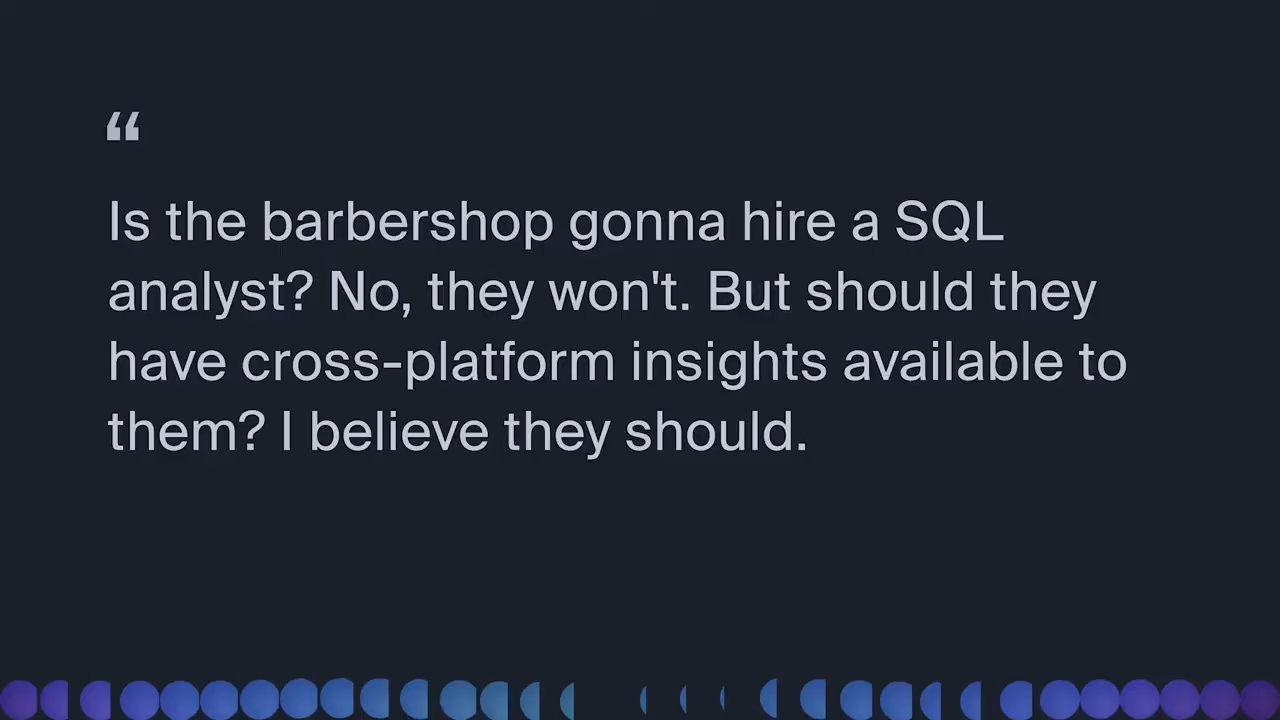 “
Is the barbershop gonna hire a SQL
analyst? No, they won't. But should they
have cross-platform insights available to
them? I believe they should.